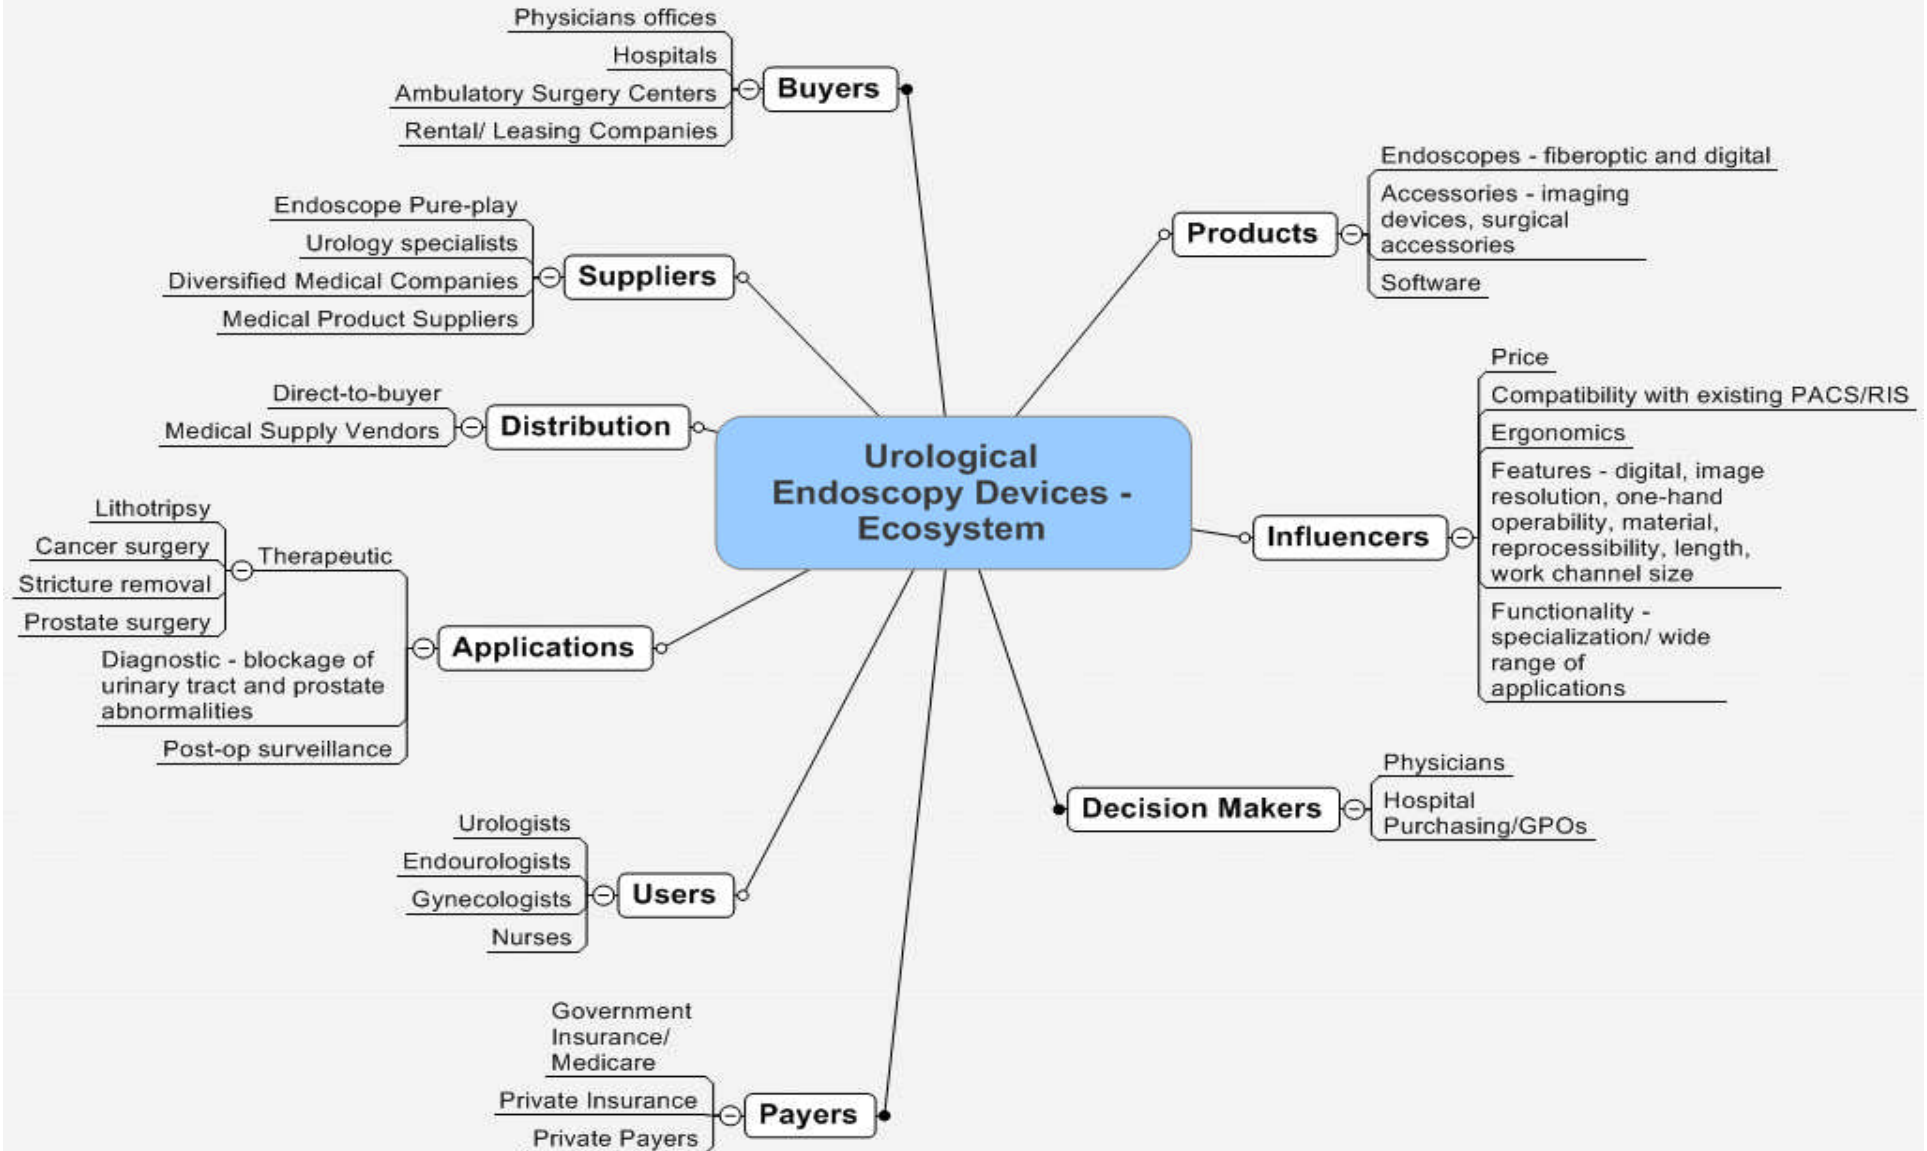 Urological
Endoscopy Devices -
Ecosystem
Buyers
Physicians offices
Hospitals
Ambulatory Surgery Centers
Rental/ Leasing Companies
Suppliers
Endoscope Pure-play
Urology specialists
Diversified Medical Companies
Medical Product Suppliers
Distribution
Direct-to-buyer
Medical Supply Vendors
Applications
Therapeutic
Lithotripsy
Cancer surgery
Stricture removal
Prostate surgery
Diagnostic - blockage of
urinary tract and prostate
abnormalities
Post-op surveillance
Users
Urologists
Endourologists
Gynecologists
Nurses
Payers
Government
Insurance/
Medicare
Private Insurance
Private Payers
Products
Endoscopes - fiberoptic and digital
Accessories - imaging
devices, surgical
accessories
Software
Influencers
Price
Compatibility with existing PACS/RIS
Ergonomics
Features - digital, image
resolution, one-hand
operability, material,
reprocessibility, length,
work channel size
Functionality -
specialization/ wide
range of
applications
Decision Makers
Physicians
Hospital
Purchasing/GPOs